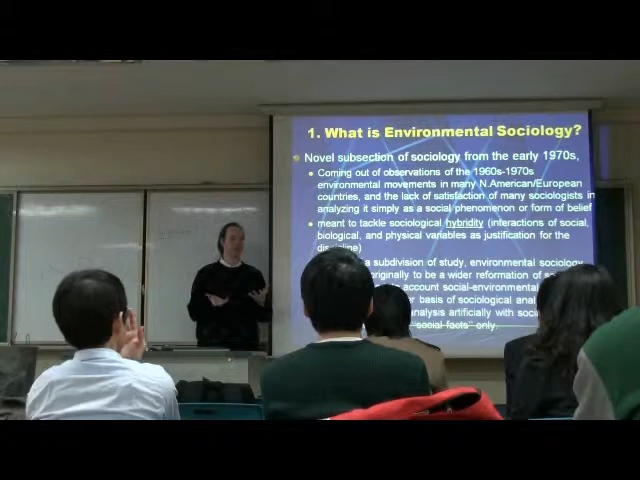 1. What is Environmental Sociology?
Novel subsection of sociology from the early 1970s,
Coming out of observations of the 1960s-1970s
environmental movements in many N.American/European
countries, and the lack of satisfaction of many sociologists in
analyzing it simply as a social phenomenon or form of belief
meant to tackle sociological hybridity (interactions of social,
biological, and physical variables as justification for the
a subdivision of study, environmental sociology
originally to be a wider reformation of
account social-environmental
basis of sociological
analysis artificially with
"social facts" only.